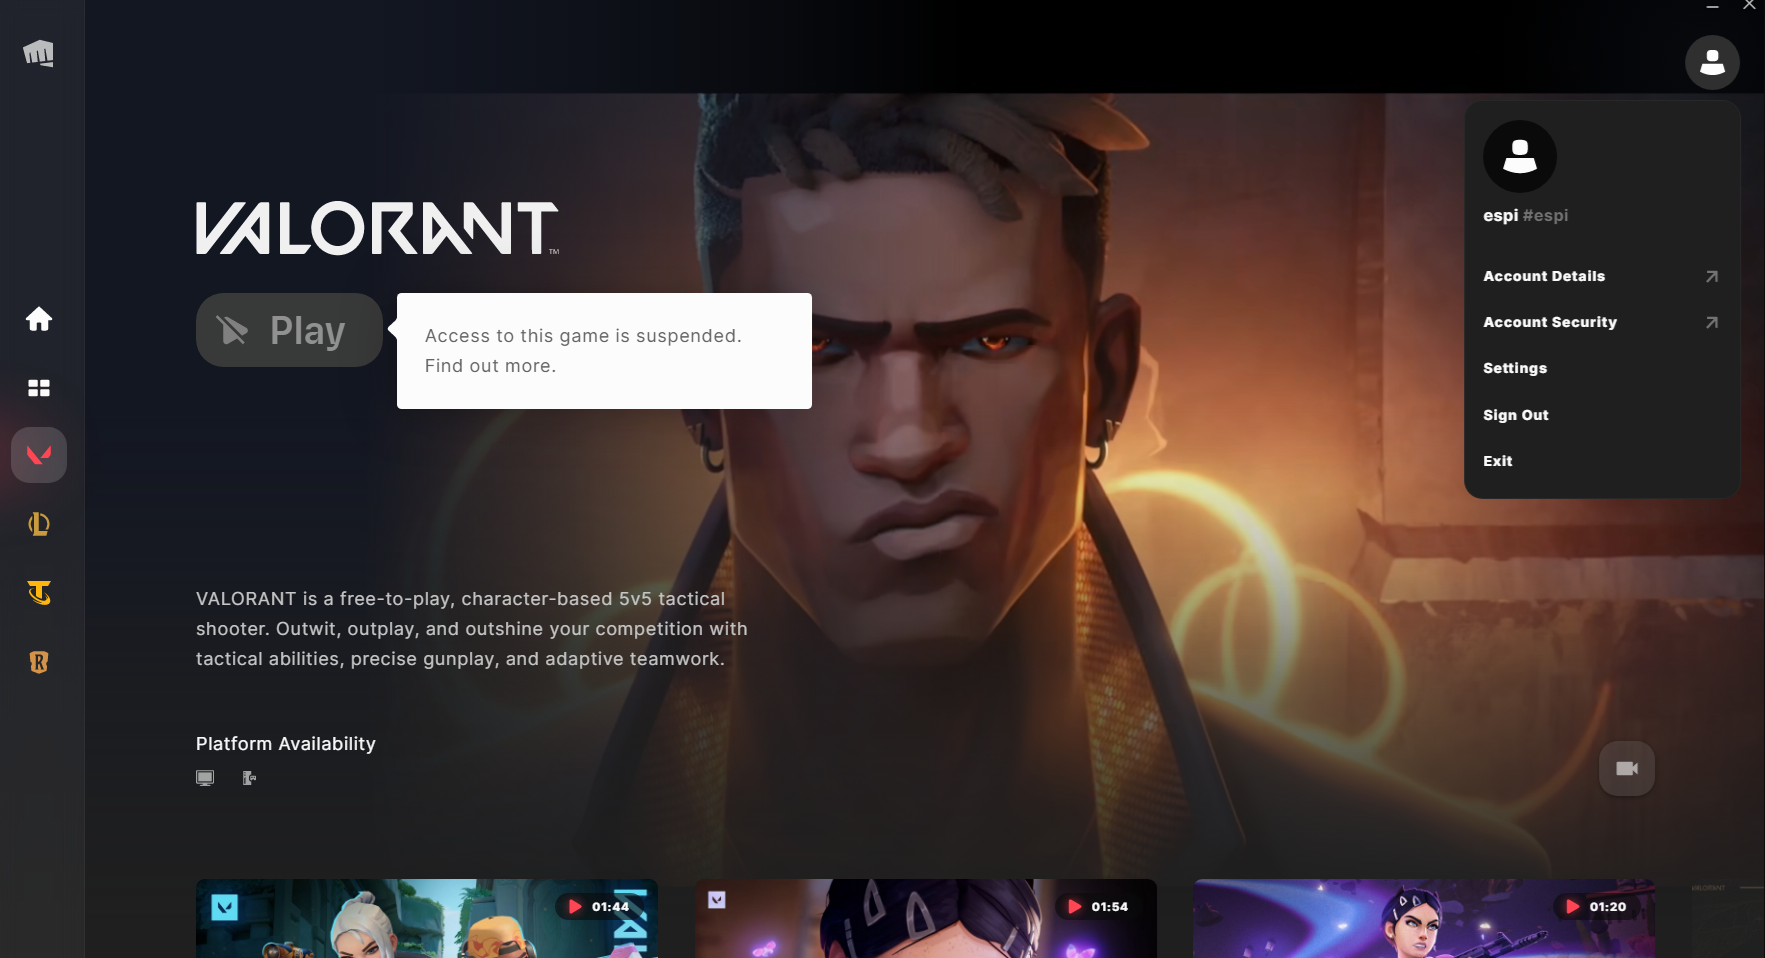 VALORANT
Play
Access to this game is suspended.
Find out more.
espi #espi
Account Details
Account Security
Settings
Sign Out
Exit
VALORANT is a free-to-play, character-based 5v5 tactical
shooter. Outwit, outplay, and outshine your competition with
tactical abilities, precise gunplay, and adaptive teamwork.
Platform Availability
01:44
01:54
01:20
VALORANT